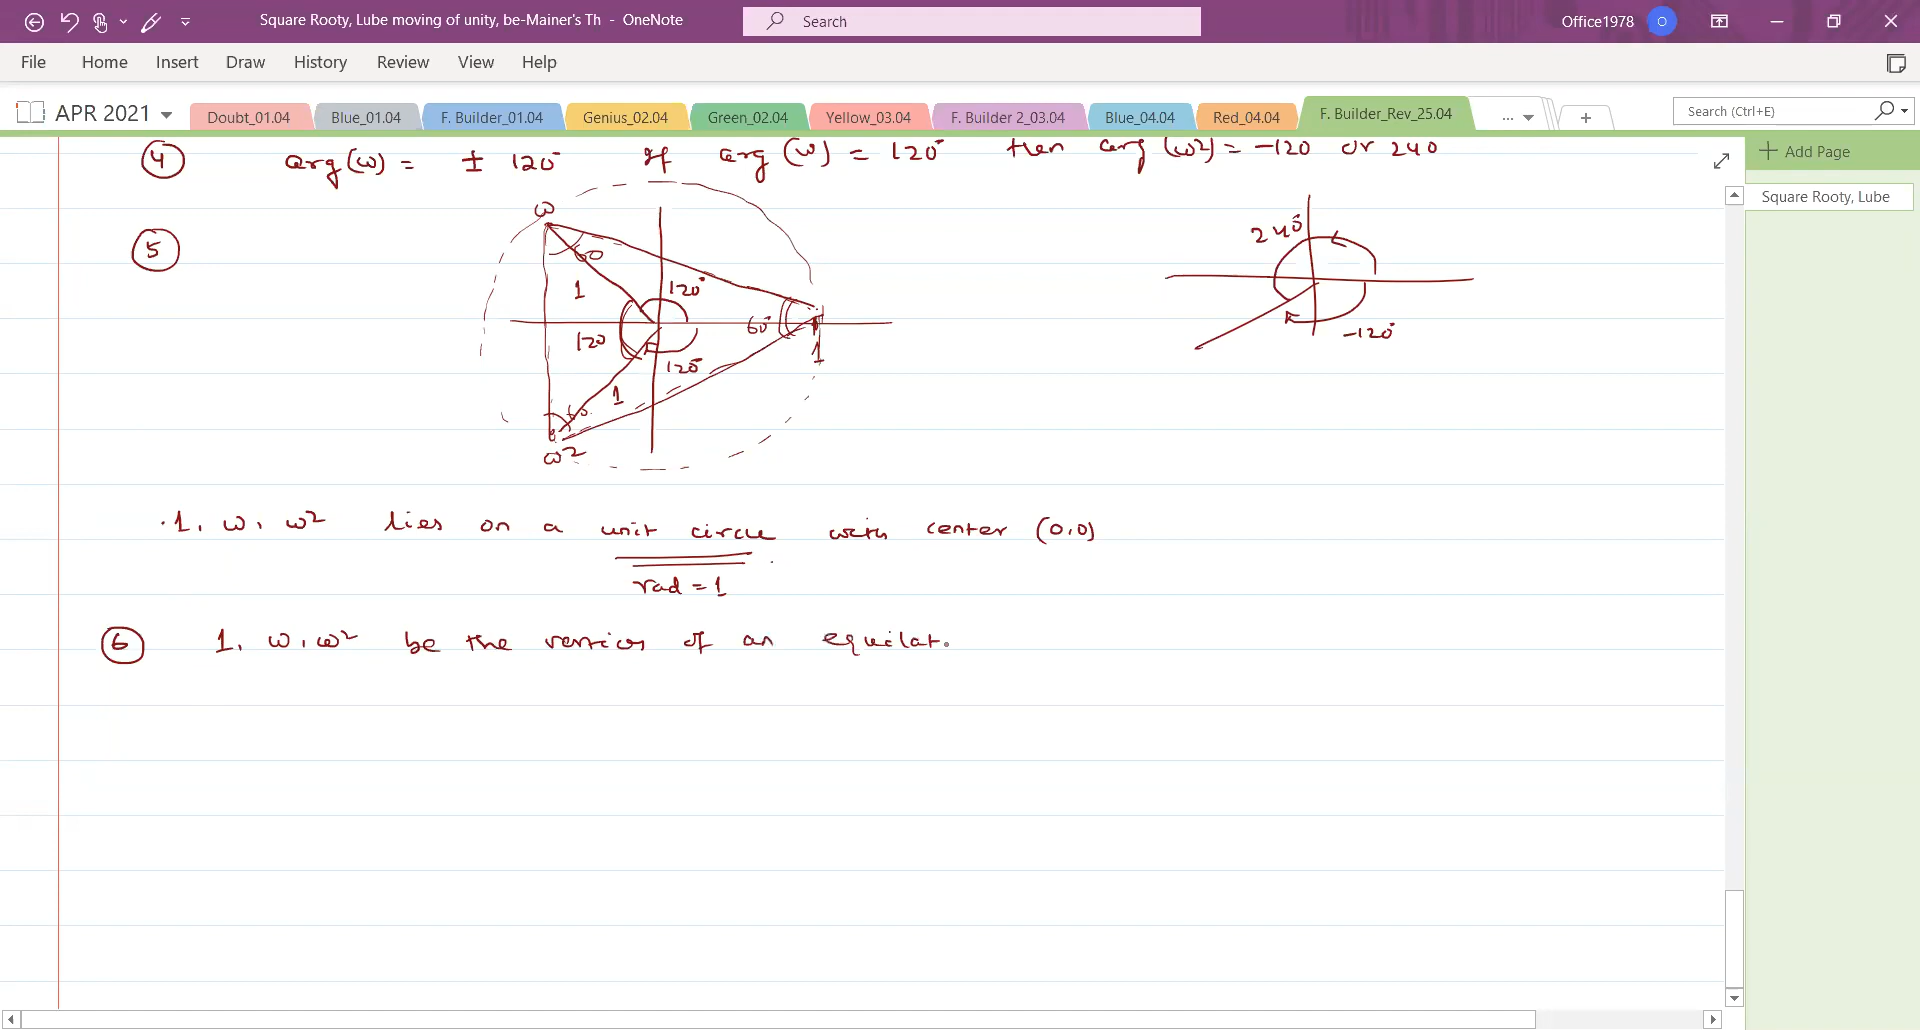 Square Rooty, Lube moving of unity, be-Mainer's Th - OneNote
Search
Office1978
O
File Home Insert Draw History Review View Help
APR 2021
Doubt_01.04 Blue_01.04 F. Builder_01.04 Genius_02.04 Green_02.04 Yellow_03.04 F. Builder 2_03.04 Blue_04.04 Red_04.04 F. Builder_Rev_25.04 ... +
Search (Ctrl+E)
+ Add Page
Square Rooty, Lube
4 arg(ω) = ± 120° If arg(ω) = 120° then arg(ω²) = -120 or 240
5
ω
60
1
120°
120
60°
1
120°
1
60
ω²
240°
-120°
1, ω, ω² lies on a unit circle with center (0,0)
rad = 1
6 1, ω, ω² be the vertices of an equilat